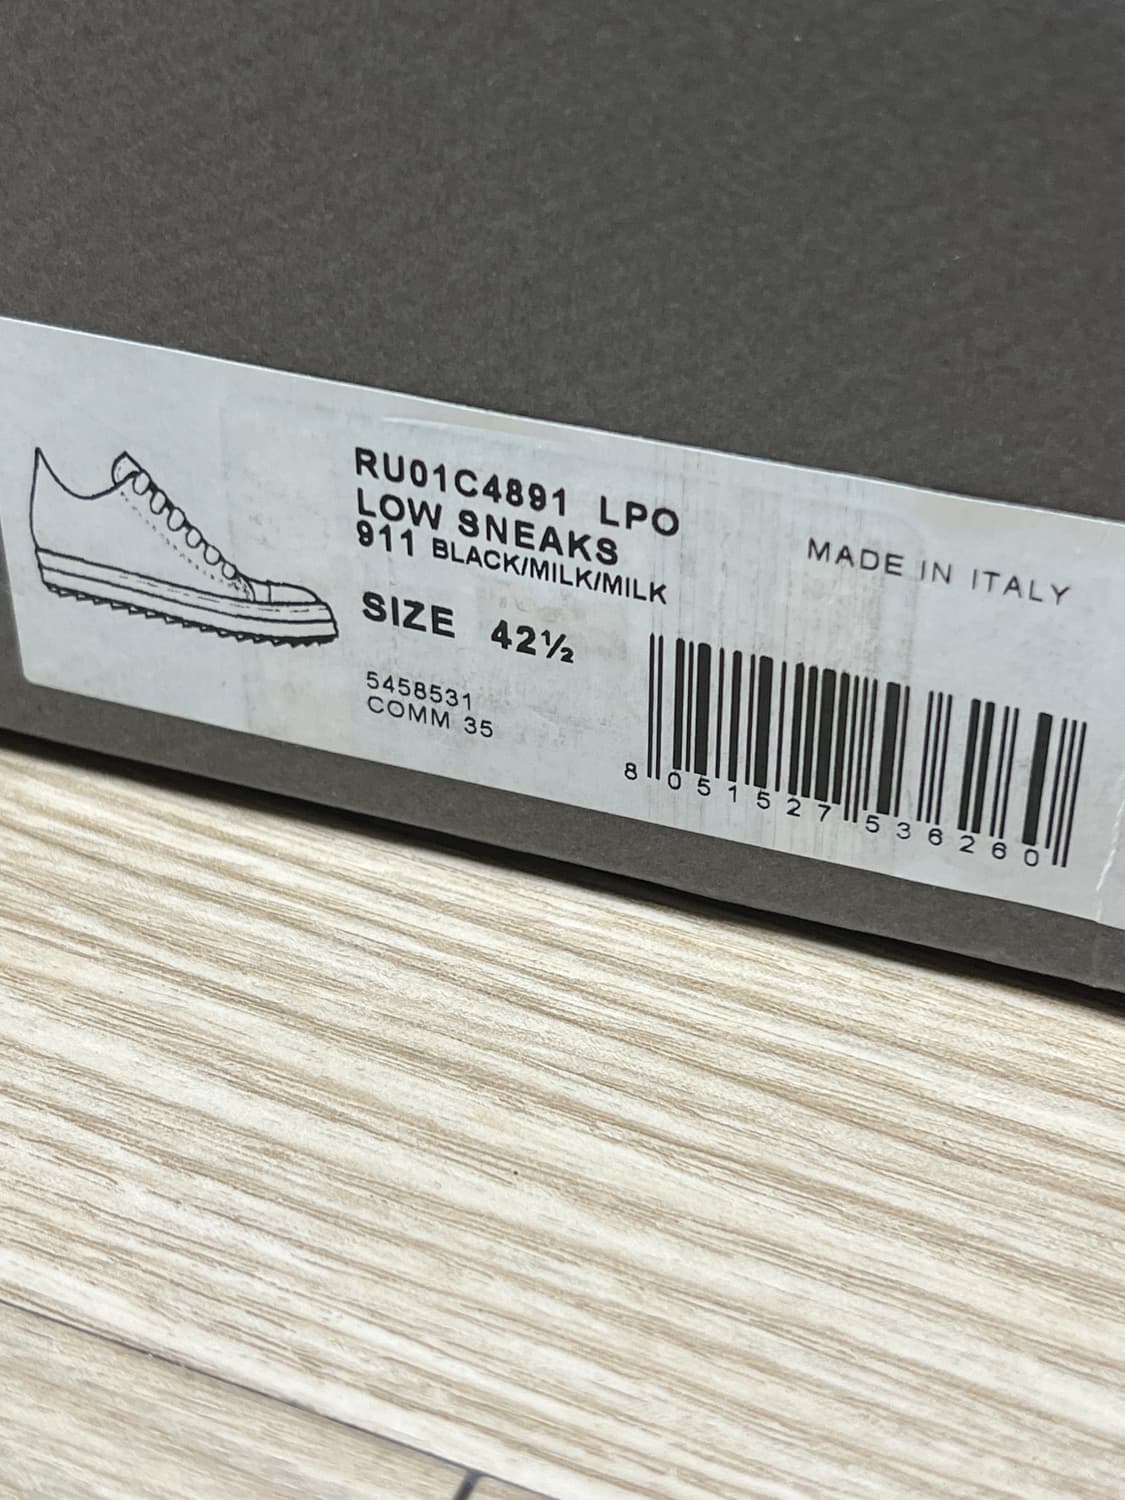 RU01C4891 LPO
LOW SNEAKS
911 BLACK/MILK/MILK
SIZE 42½
5458531
COMM 35
MADE IN ITALY
8 051527 536260